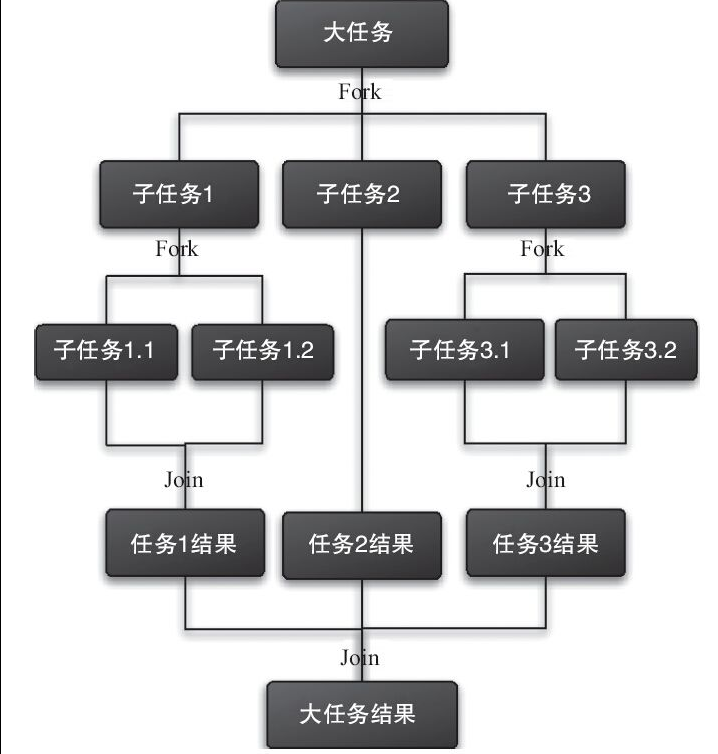 大任务
Fork
子任务1
子任务2
子任务3
Fork
Fork
子任务1.1
子任务1.2
子任务3.1
子任务3.2
Join
Join
任务1结果
任务2结果
任务3结果
Join
大任务结果